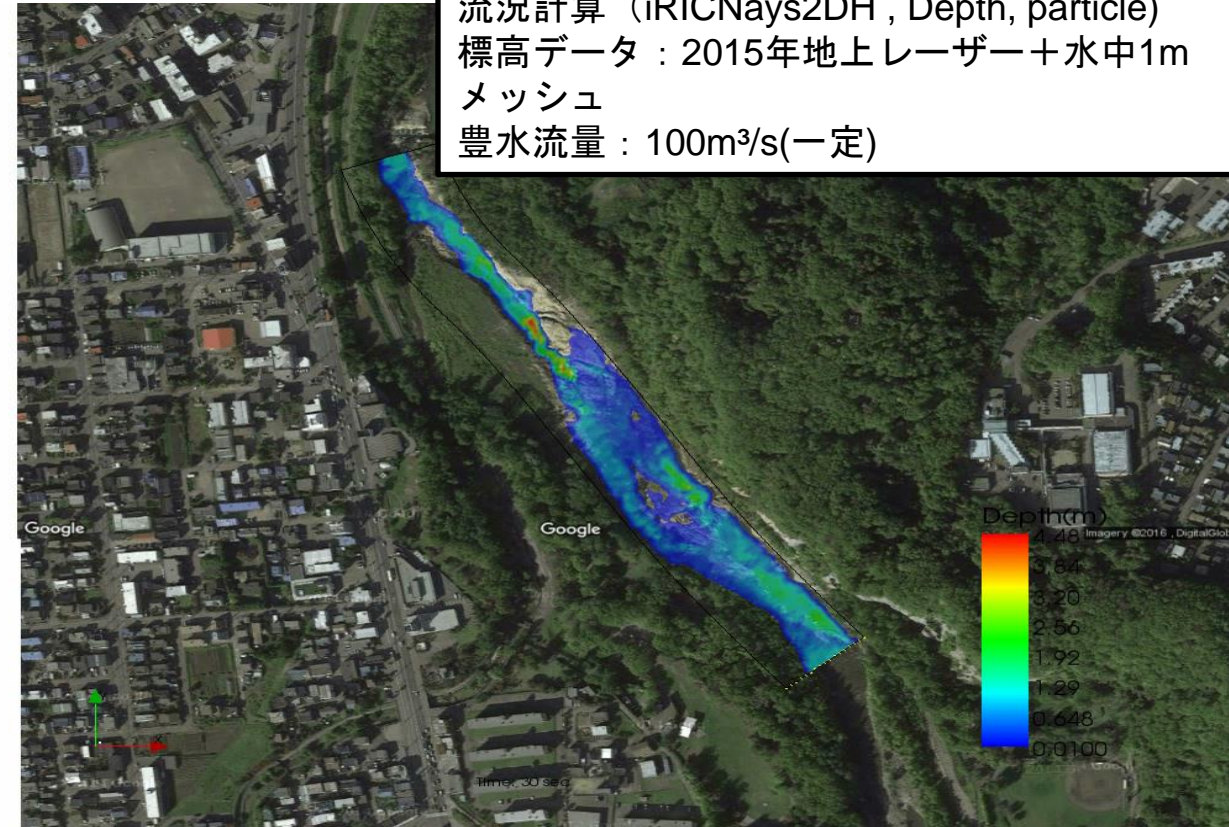 流況計算（iRICNays2DH , Depth, particle)
標高データ：2015年地上レーザー＋水中1m
メッシュ
豊水流量：100m³/s(一定)
Google
Google
Depth(m)
4.48
Imagery ©2016 , DigitalGlob
3.84
3.20
2.56
1.92
1.29
0.648
0.0100
X
Time: 30 sec